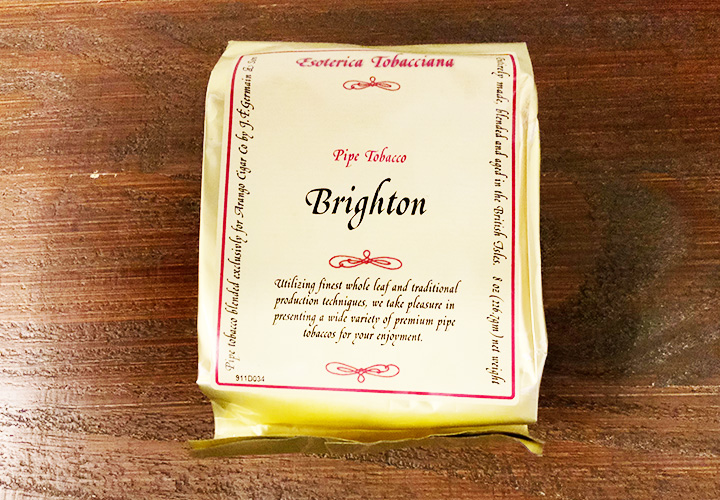 Esoterica Tobacciana
Pipe Tobacco
Brighton
Utilizing finest whole leaf and traditional
production techniques, we take pleasure in
presenting a wide variety of premium pipe
tobaccos for your enjoyment.
911D034
Pipe tobacco blended exclusivly for Arango Cigar Co by J.F.Germain & Son
Entirely made, blended and aged in the British Isles. 8 oz (226.7gm) net weight